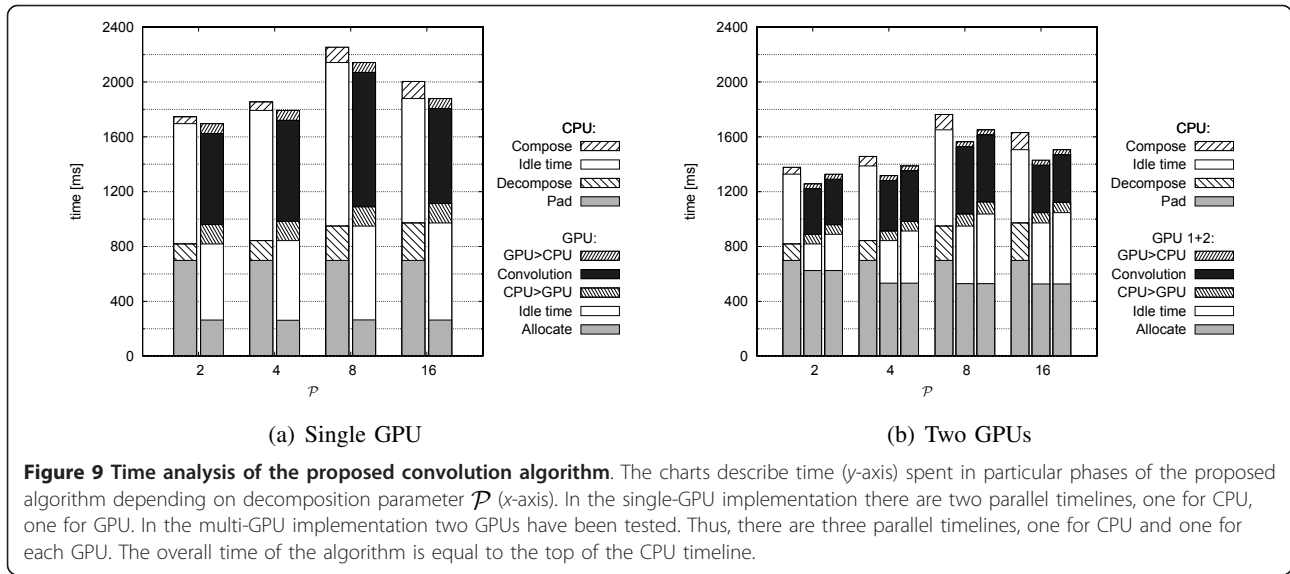 2400
2000
1600
1200
800
400
0
time [ms]
2 4 8 16
𝒫
CPU:
Compose
Idle time
Decompose
Pad
GPU:
GPU>CPU
Convolution
CPU>GPU
Idle time
Allocate
(a) Single GPU
2400
2000
1600
1200
800
400
0
time [ms]
2 4 8 16
𝒫
CPU:
Compose
Idle time
Decompose
Pad
GPU 1+2:
GPU>CPU
Convolution
CPU>GPU
Idle time
Allocate
(b) Two GPUs
Figure 9 Time analysis of the proposed convolution algorithm. The charts describe time (y-axis) spent in particular phases of the proposed
algorithm depending on decomposition parameter 𝒫 (x-axis). In the single-GPU implementation there are two parallel timelines, one for CPU,
one for GPU. In the multi-GPU implementation two GPUs have been tested. Thus, there are three parallel timelines, one for CPU and one for
each GPU. The overall time of the algorithm is equal to the top of the CPU timeline.